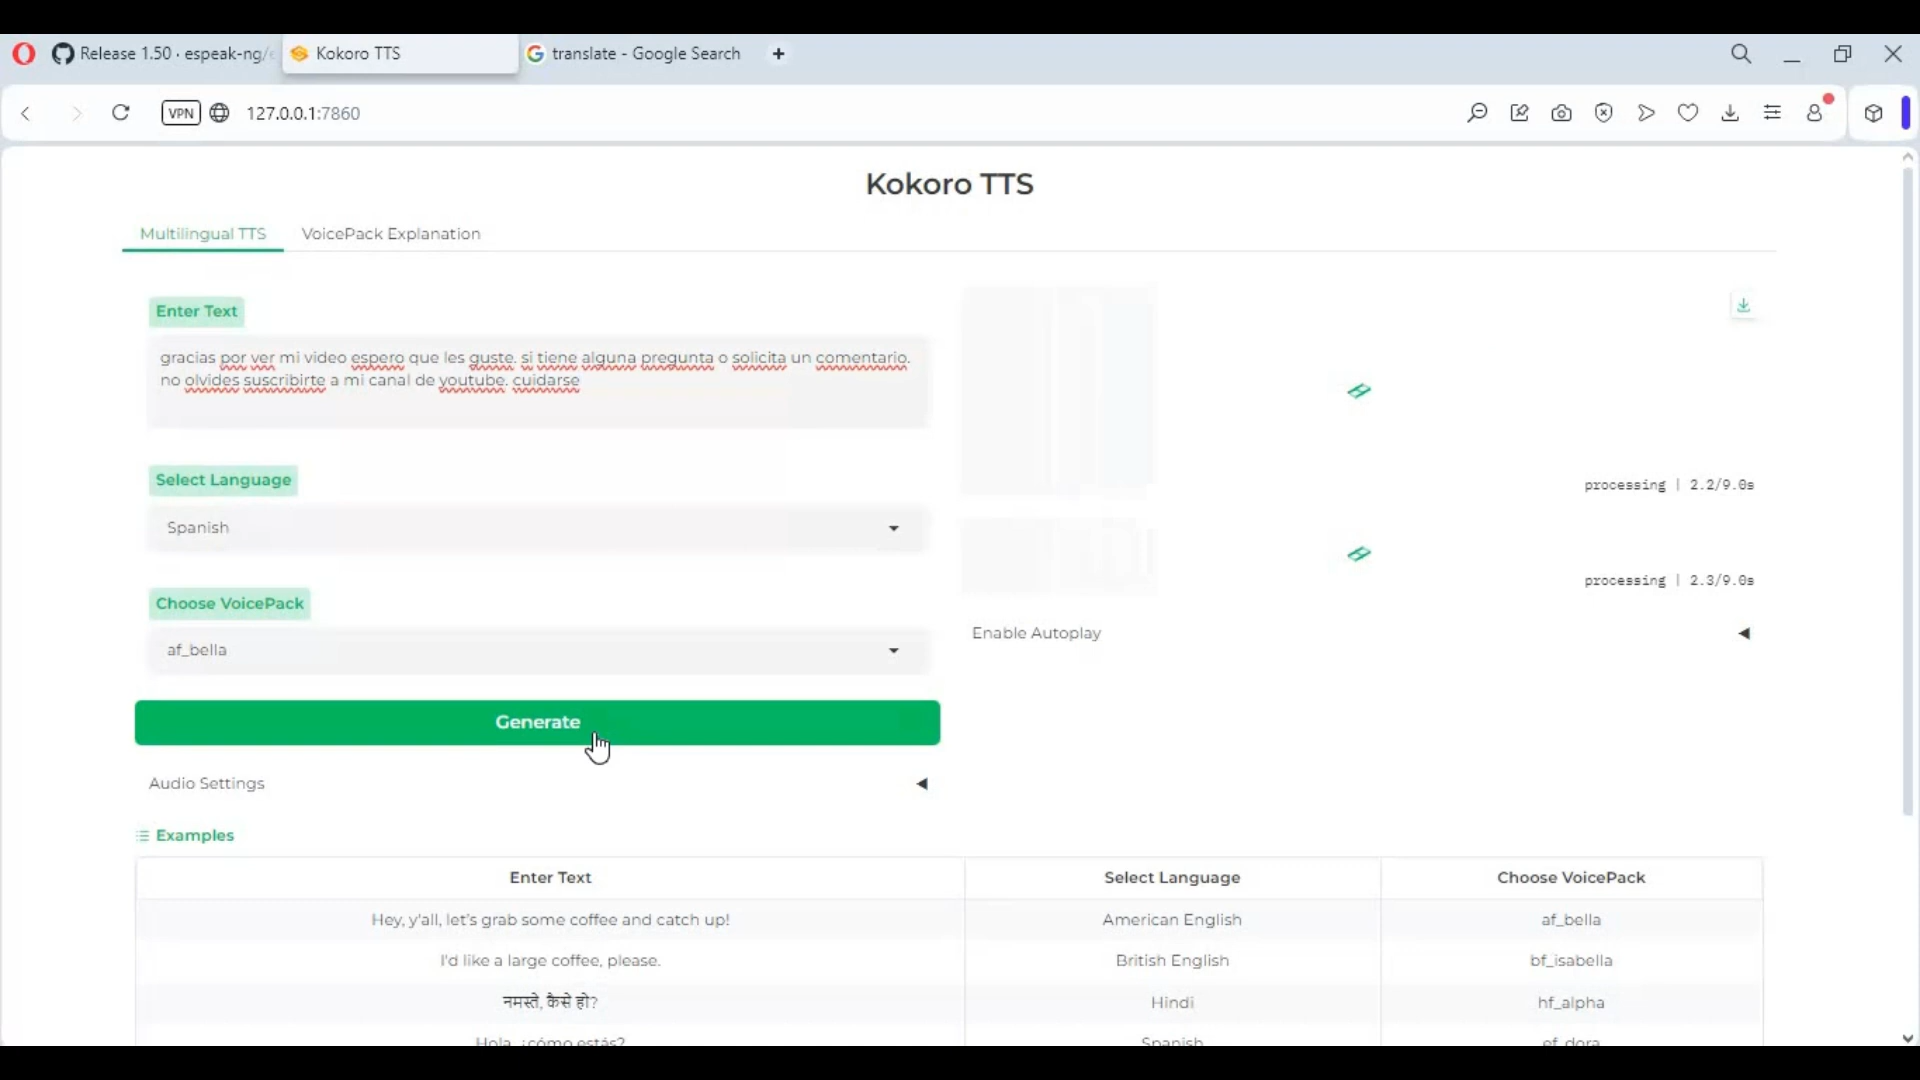 Release 1.50 · espeak-ng/
Kokoro TTS
translate - Google Search
VPN
127.0.0.1:7860
Kokoro TTS
Multilingual TTS
VoicePack Explanation
Enter Text
gracias por ver mi video espero que les guste. si tiene alguna pregunta o solicita un comentario.
no olvides suscribirte a mi canal de youtube. cuidarse
processing | 2.2/9.0s
Select Language
Spanish
processing | 2.3/9.0s
Choose VoicePack
af_bella
Enable Autoplay
Generate
Audio Settings
Examples
Enter Text Select Language Choose VoicePack
Hey, y'all, let's grab some coffee and catch up! American English af_bella
I'd like a large coffee, please. British English bf_isabella
नमस्ते, कैसे हो? Hindi hf_alpha
Hola, ¿cómo estás? Spanish ef_dora